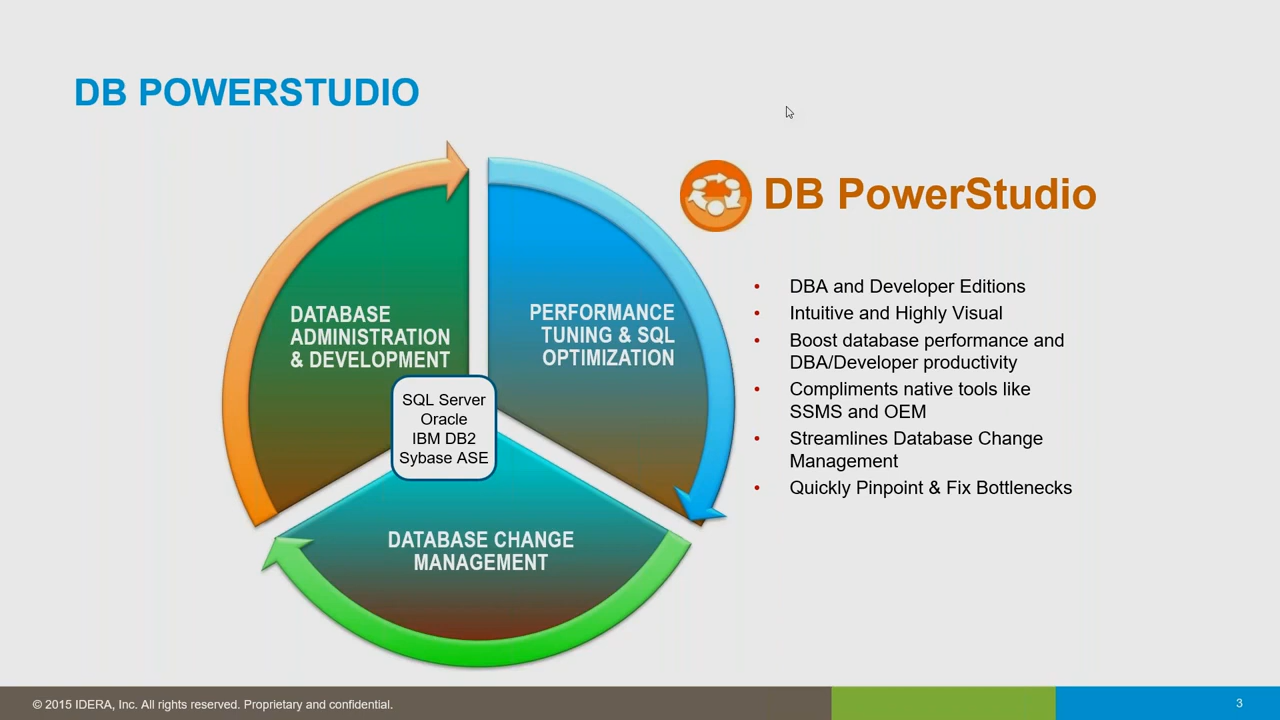 DB POWERSTUDIO
DATABASE
ADMINISTRATION
& DEVELOPMENT
PERFORMANCE
TUNING & SQL
OPTIMIZATION
SQL Server
Oracle
IBM DB2
Sybase ASE
DATABASE CHANGE
MANAGEMENT
DB PowerStudio
• DBA and Developer Editions
• Intuitive and Highly Visual
• Boost database performance and
DBA/Developer productivity
• Compliments native tools like
SSMS and OEM
• Streamlines Database Change
Management
• Quickly Pinpoint & Fix Bottlenecks
© 2015 IDERA, Inc. All rights reserved. Proprietary and confidential.
3